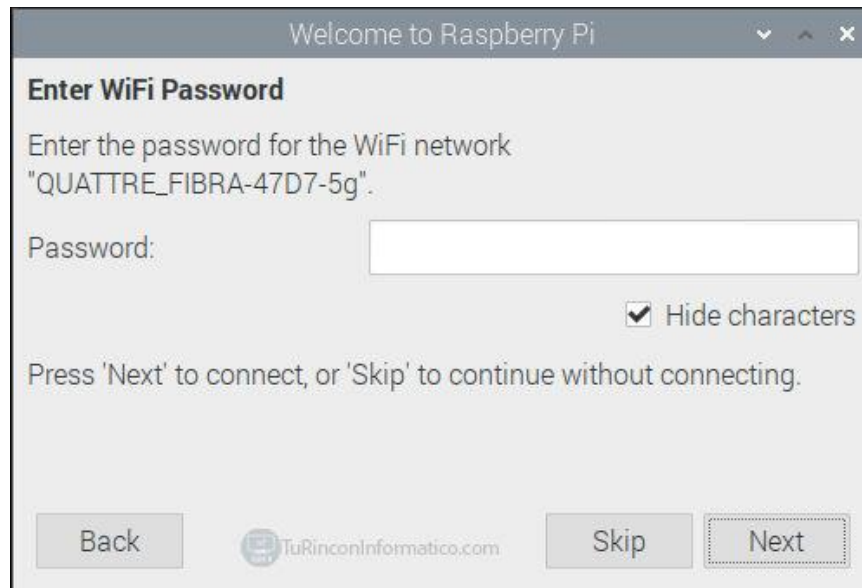 Welcome to Raspberry Pi
Enter WiFi Password
Enter the password for the WiFi network
"QUATTRE_FIBRA-47D7-5g".
Password:
Hide characters
Press 'Next' to connect, or 'Skip' to continue without connecting.
Back
TuRinconInformatico.com
Skip
Next